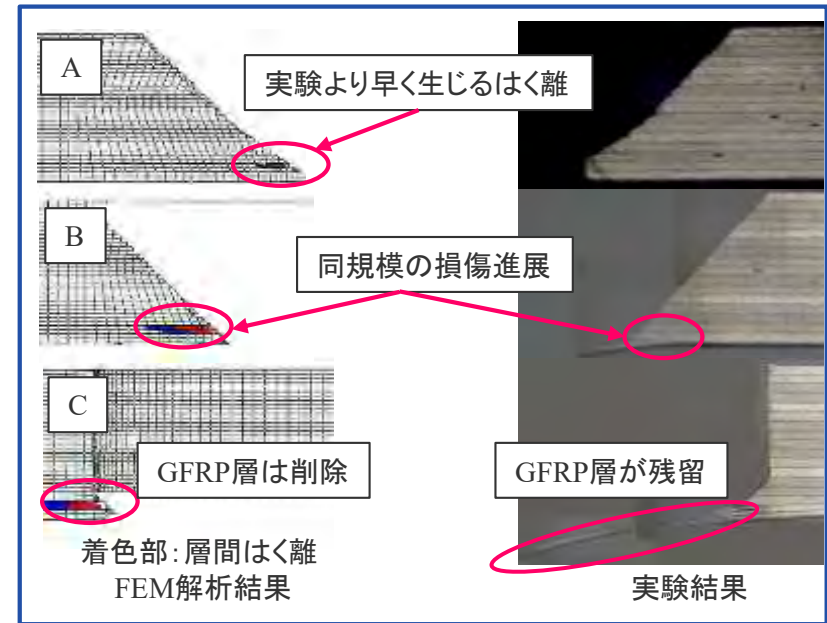 A
実験より早く生じるはく離
B
同規模の損傷進展
C
GFRP層は削除
GFRP層が残留
着色部：層間はく離
FEM解析結果
実験結果